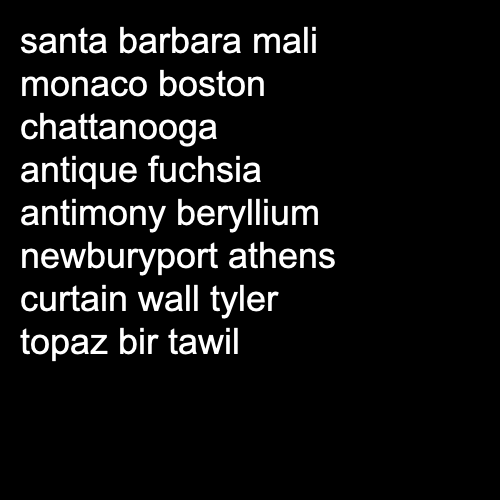 santa barbara mali
monaco boston
chattanooga
antique fuchsia
antimony beryllium
newburyport athens
curtain wall tyler
topaz bir tawil